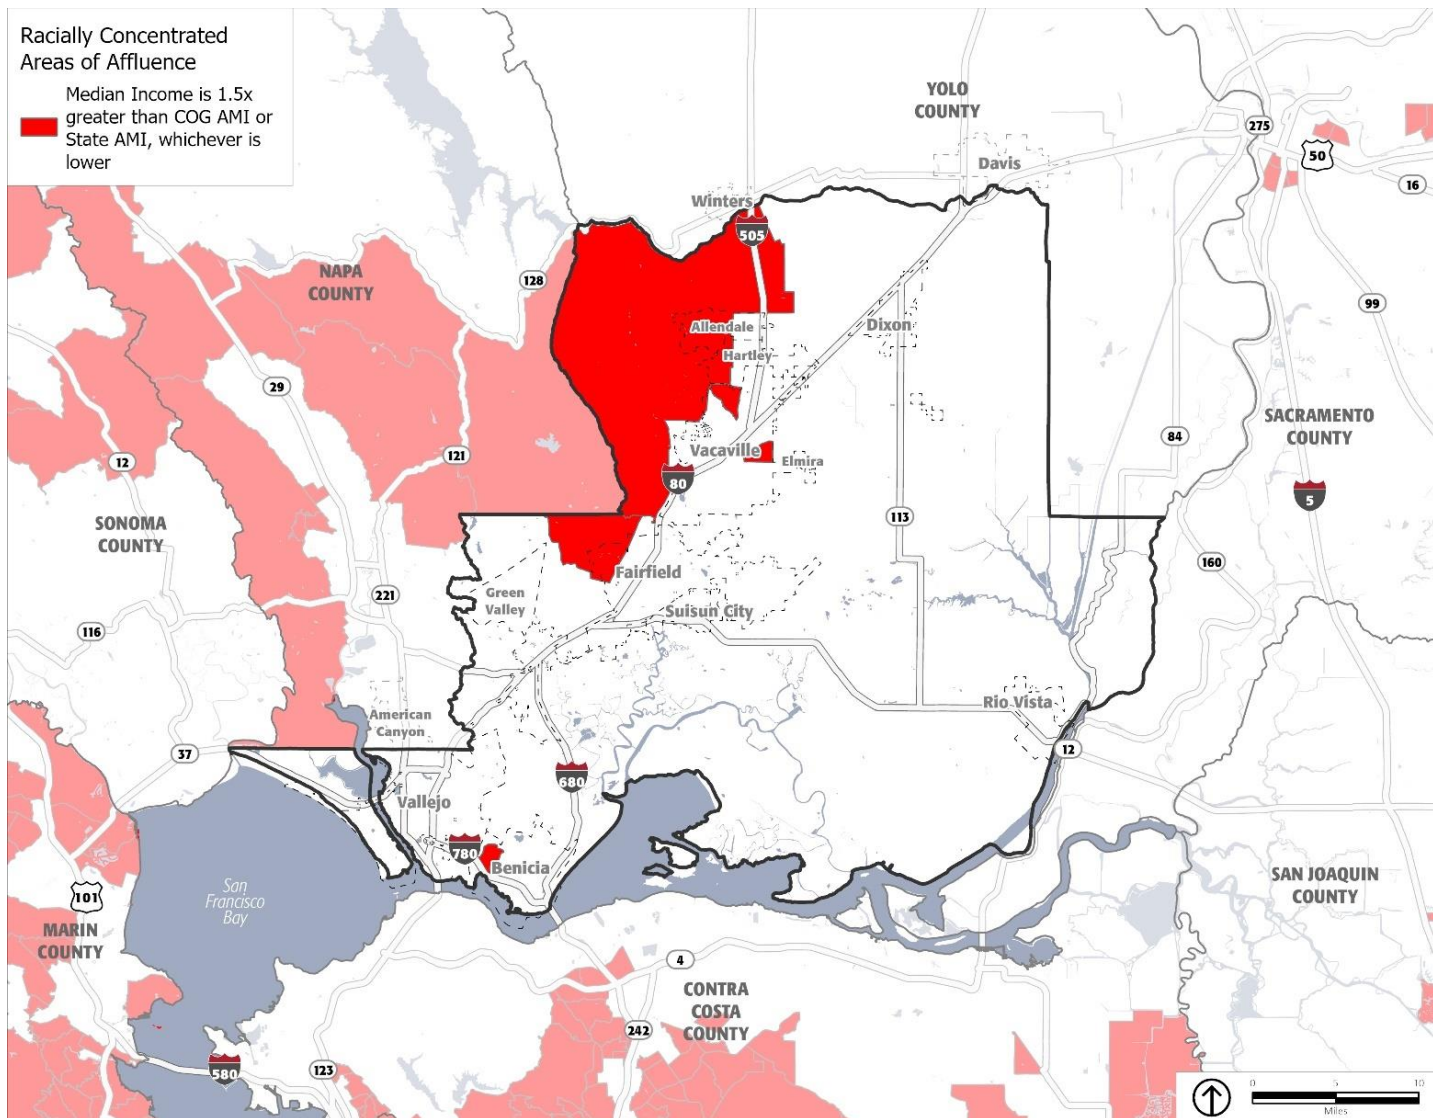 Racially Concentrated
Areas of Affluence
Median Income is 1.5x
greater than COG AMI or
State AMI, whichever is
lower
YOLO
COUNTY
275
50
Davis
16
Winters
505
NAPA
COUNTY
128
99
Allendale
Dixon
Hartley
29
SACRAMENTO
COUNTY
84
12
121
Vacaville
Elmira
80
5
SONOMA
COUNTY
113
160
Fairfield
Green
Valley
221
Suisun City
116
Rio Vista
American
Canyon
37
12
680
Vallejo
780
Benicia
San
Francisco
Bay
101
SAN JOAQUIN
COUNTY
MARIN
COUNTY
4
CONTRA
COSTA
COUNTY
242
580
123
0
5
10
Miles